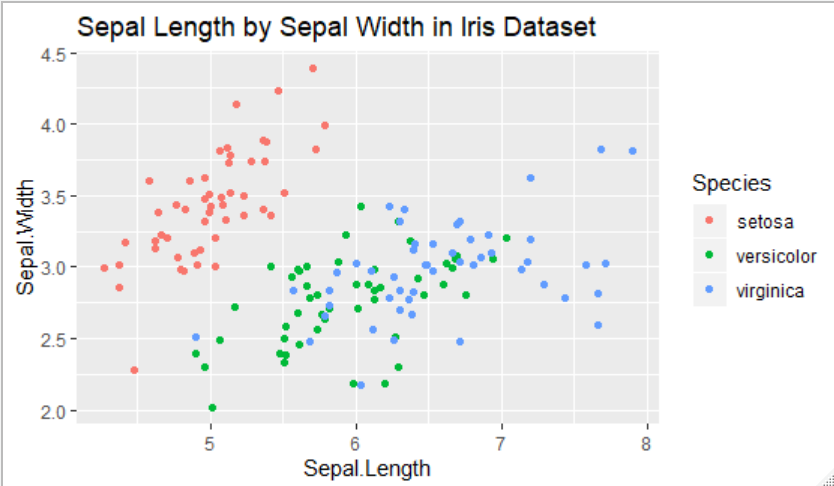 Sepal Length by Sepal Width in Iris Dataset
4.5
4.0
3.5
3.0
2.5
2.0
Sepal.Width
5 6 7 8
Sepal.Length
Species
setosa
versicolor
virginica